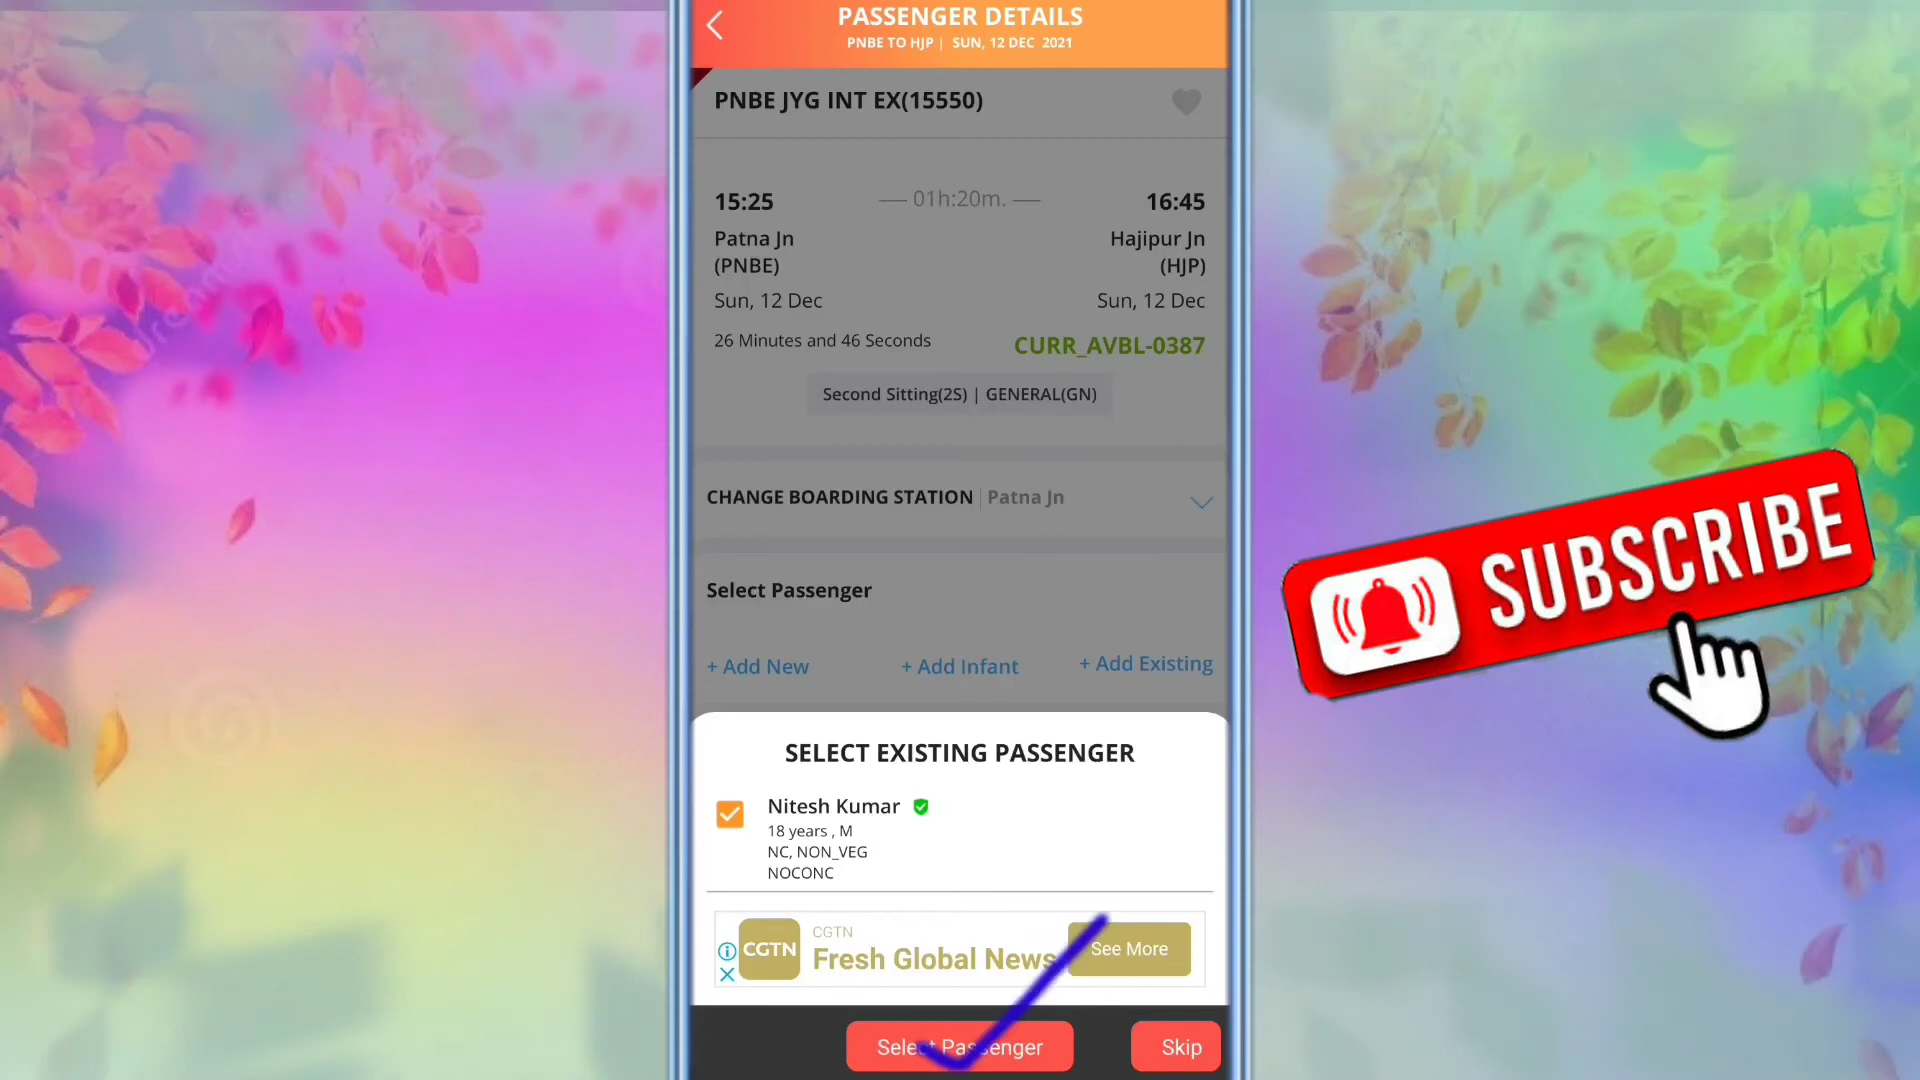 PASSENGER DETAILS
PNBE TO HJP | SUN, 12 DEC 2021
PNBE JYG INT EX(15550)
15:25 — 01h:20m. — 16:45
Patna Jn Hajipur Jn
(PNBE) (HJP)
Sun, 12 Dec Sun, 12 Dec
26 Minutes and 46 Seconds CURR_AVBL-0387
Second Sitting(2S) | GENERAL(GN)
CHANGE BOARDING STATION | Patna Jn
Select Passenger
+ Add New + Add Infant + Add Existing
SELECT EXISTING PASSENGER
Nitesh Kumar
18 years , M
NC, NON_VEG
NOCONC
CGTN
CGTN
Fresh Global News
See More
Select Passenger Skip
SUBSCRIBE